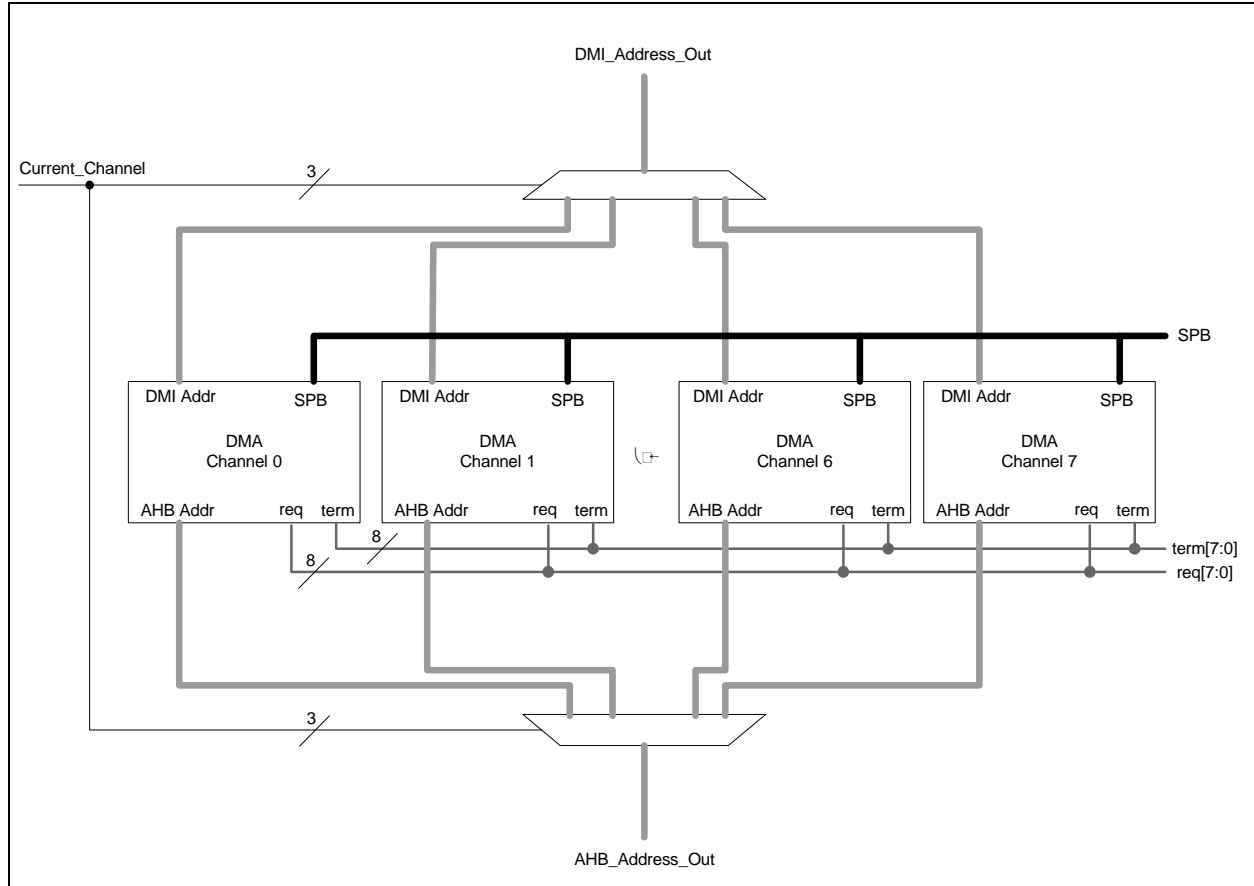 DMI_Address_Out
Current_Channel
3
SPB
DMI Addr
SPB
DMA
Channel 0
AHB Addr
req
term
DMI Addr
SPB
DMA
Channel 1
AHB Addr
req
term
DMI Addr
SPB
DMA
Channel 6
AHB Addr
req
term
DMI Addr
SPB
DMA
Channel 7
AHB Addr
req
term
8
term[7:0]
8
req[7:0]
3
AHB_Address_Out